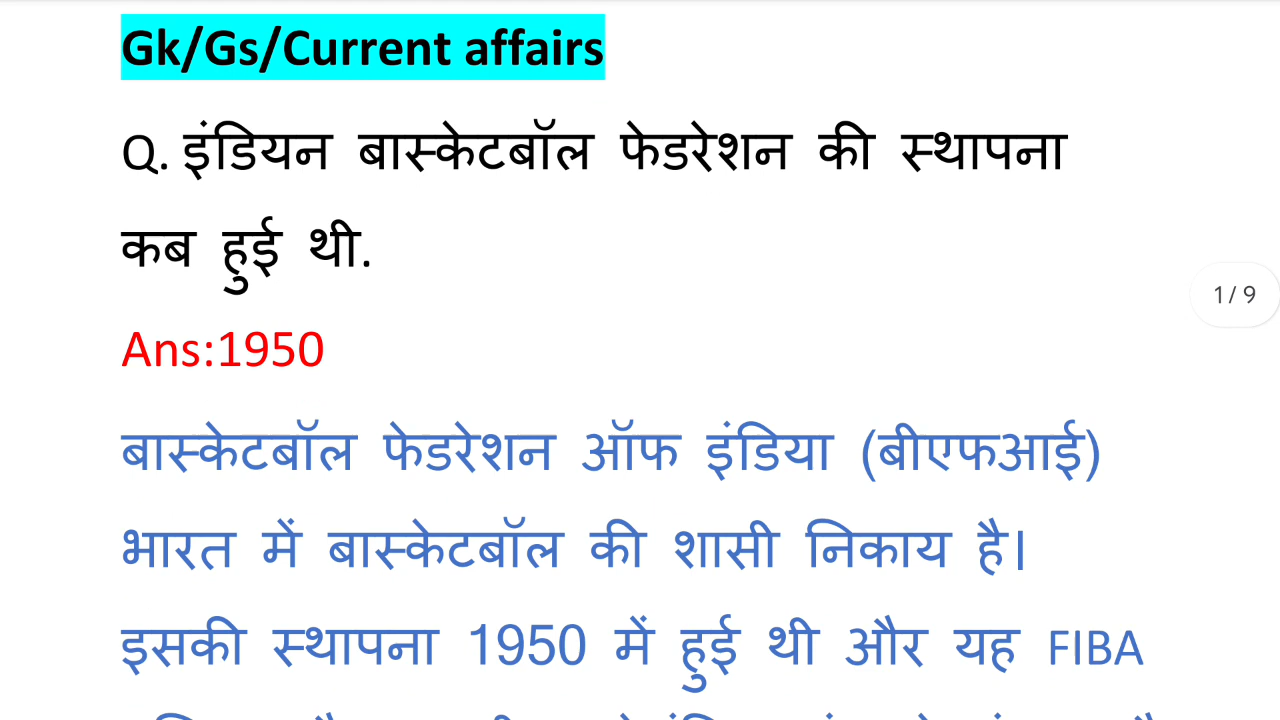 Gk/Gs/Current affairs
Q. इंडियन बास्केटबॉल फेडरेशन की स्थापना
कब हुई थी.
1 / 9
Ans:1950
बास्केटबॉल फेडरेशन ऑफ इंडिया (बीएफआई)
भारत में बास्केटबॉल की शासी निकाय है।
इसकी स्थापना 1950 में हुई थी और यह FIBA